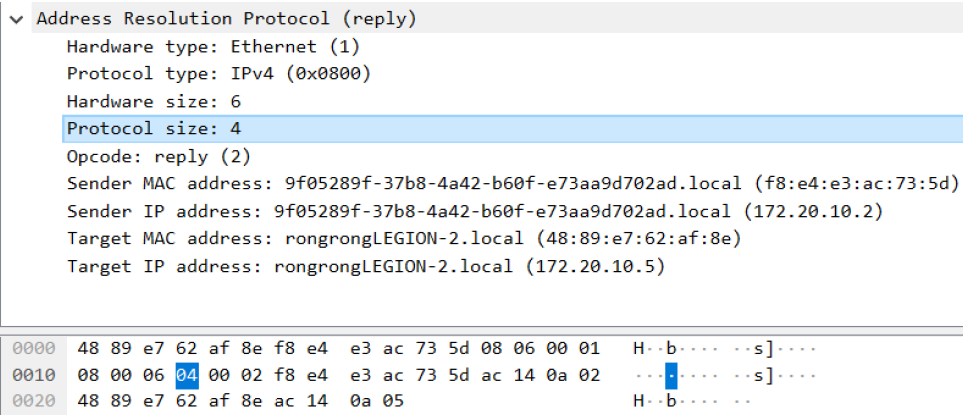 Address Resolution Protocol (reply)
Hardware type: Ethernet (1)
Protocol type: IPv4 (0x0800)
Hardware size: 6
Protocol size: 4
Opcode: reply (2)
Sender MAC address: 9f05289f-37b8-4a42-b60f-e73aa9d702ad.local (f8:e4:e3:ac:73:5d)
Sender IP address: 9f05289f-37b8-4a42-b60f-e73aa9d702ad.local (172.20.10.2)
Target MAC address: rongrongLEGION-2.local (48:89:e7:62:af:8e)
Target IP address: rongrongLEGION-2.local (172.20.10.5)
0000 48 89 e7 62 af 8e f8 e4 e3 ac 73 5d 08 06 00 01 H··b···· ··s]····
0010 08 00 06 04 00 02 f8 e4 e3 ac 73 5d ac 14 0a 02 ········ ··s]····
0020 48 89 e7 62 af 8e ac 14 0a 05 H··b···· ··